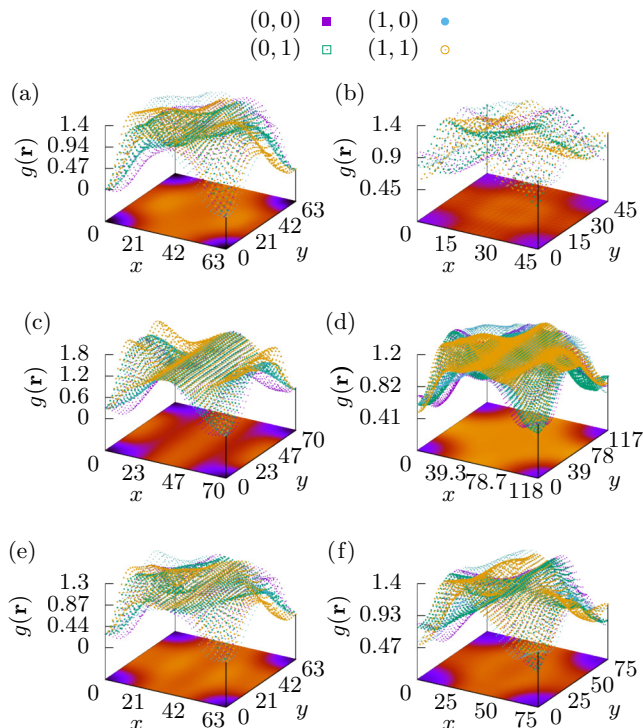 (0, 0) (1, 0)
(0, 1) (1, 1)
(a) (b)
1.4 0.94 0.47 0 g(r) 0 21 42 63 x 0 21 42 63 y
1.4 0.9 0.45 g(r) 0 15 30 45 x 0 15 30 45 y
(c) (d)
1.8 1.2 0.6 0 g(r) 0 23 47 70 x 0 23 47 70 y
1.2 0.82 0.41 g(r) 0 39.3 78.7 118 x 0 39 78 117 y
(e) (f)
1.3 0.87 0.44 0 g(r) 0 21 42 63 x 0 21 42 63 y
1.4 0.93 0.47 g(r) 0 25 50 75 x 0 25 50 75 y